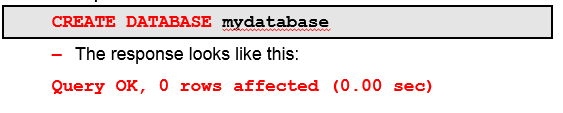 CREATE DATABASE mydatabase
– The response looks like this:
Query OK, 0 rows affected (0.00 sec)